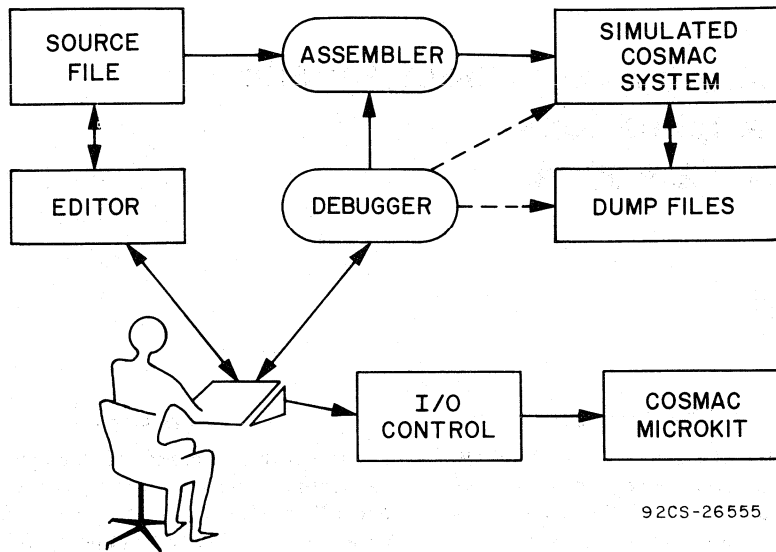 SOURCE
FILE
ASSEMBLER
SIMULATED
COSMAC
SYSTEM
EDITOR
DEBUGGER
DUMP FILES
I/O
CONTROL
COSMAC
MICROKIT
92CS-26555